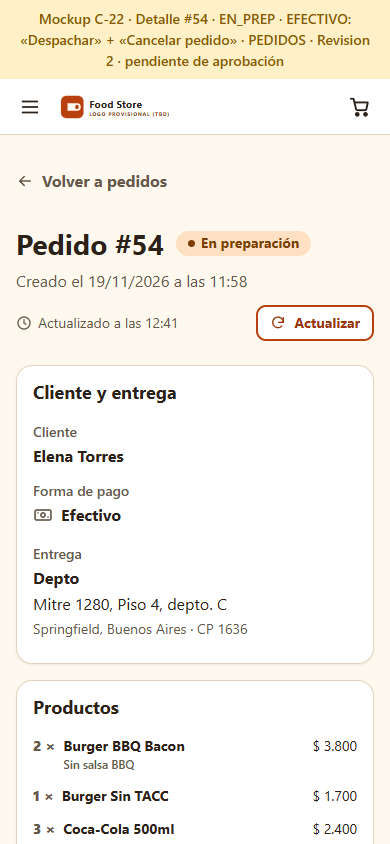 Mockup C-22 · Detalle #54 · EN_PREP · EFECTIVO:
«Despachar» + «Cancelar pedido» · PEDIDOS · Revision
2 · pendiente de aprobación
Food Store
LOGO PROVISIONAL (TBD)
Volver a pedidos
Pedido #54
En preparación
Creado el 19/11/2026 a las 11:58
Actualizado a las 12:41
Actualizar
Cliente y entrega
Cliente
Elena Torres
Forma de pago
Efectivo
Entrega
Depto
Mitre 1280, Piso 4, depto. C
Springfield, Buenos Aires · CP 1636
Productos
2 × Burger BBQ Bacon $ 3.800
Sin salsa BBQ
1 × Burger Sin TACC $ 1.700
3 × Coca-Cola 500ml $ 2.400